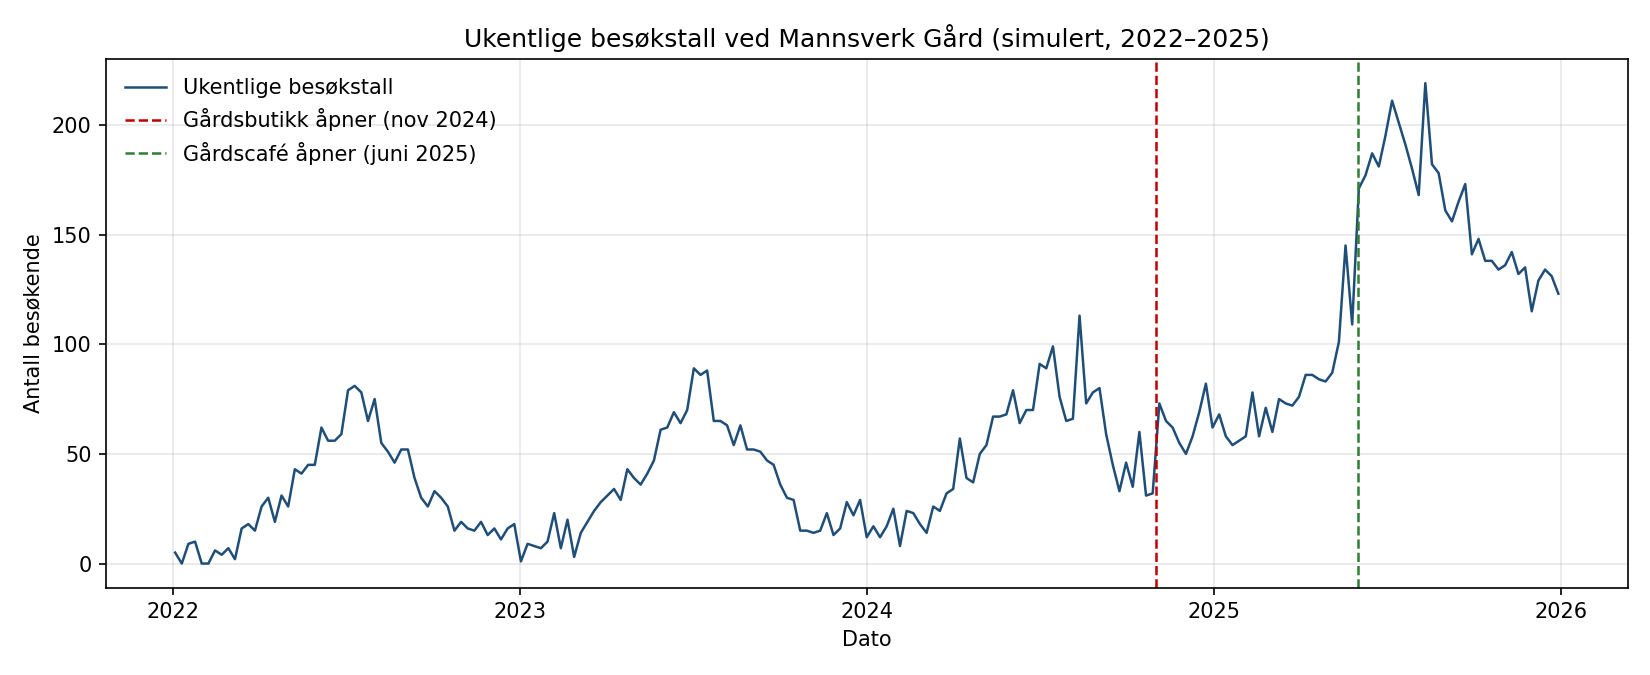 Ukentlige besøkstall ved Mannsverk Gård (simulert, 2022–2025)
Ukentlige besøkstall
Gårdsbutikk åpner (nov 2024)
Gårdscafé åpner (juni 2025)
Antall besøkende
200
150
100
50
0
2022 2023 2024 2025 2026
Dato